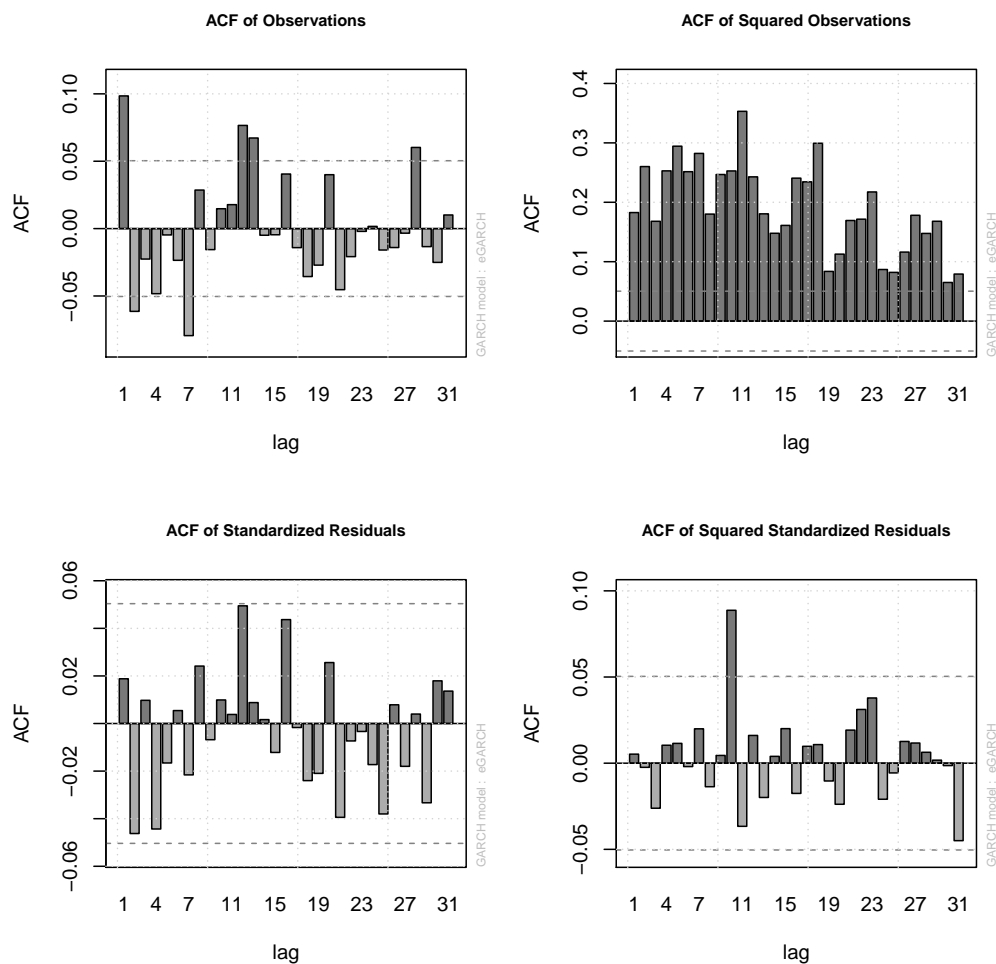 ACF of Observations
ACF
0.10
0.05
0.00
−0.05
1 4 7 11 15 19 23 27 31
lag
GARCH model : eGARCH
ACF of Squared Observations
ACF
0.4
0.3
0.2
0.1
0.0
1 4 7 11 15 19 23 27 31
lag
GARCH model : eGARCH
ACF of Standardized Residuals
ACF
0.06
0.02
−0.02
−0.06
1 4 7 11 15 19 23 27 31
lag
GARCH model : eGARCH
ACF of Squared Standardized Residuals
ACF
0.10
0.05
0.00
−0.05
1 4 7 11 15 19 23 27 31
lag
GARCH model : eGARCH